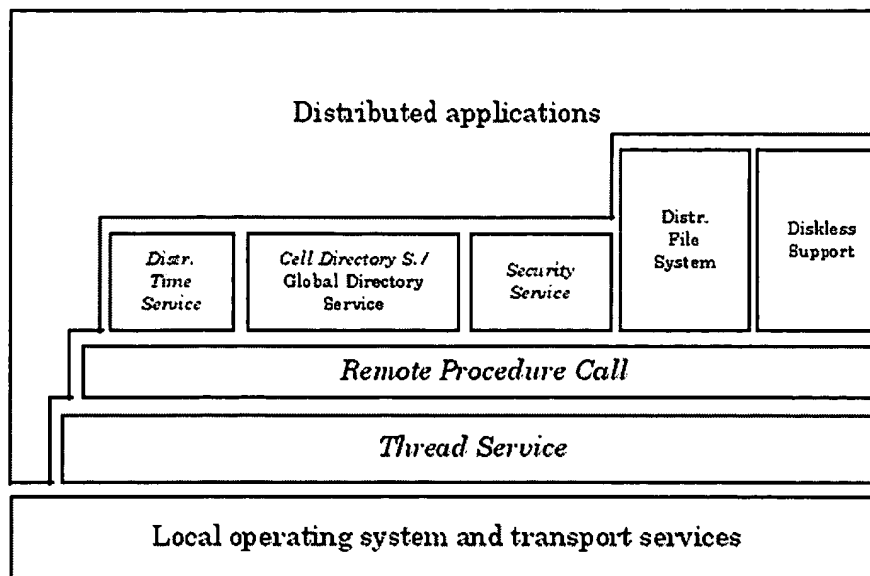 Distributed applications
Distr.
File
System
Diskless
Support
Distr.
Time
Service
Cell Directory S./
Global Directory
Service
Security
Service
Remote Procedure Call
Thread Service
Local operating system and transport services